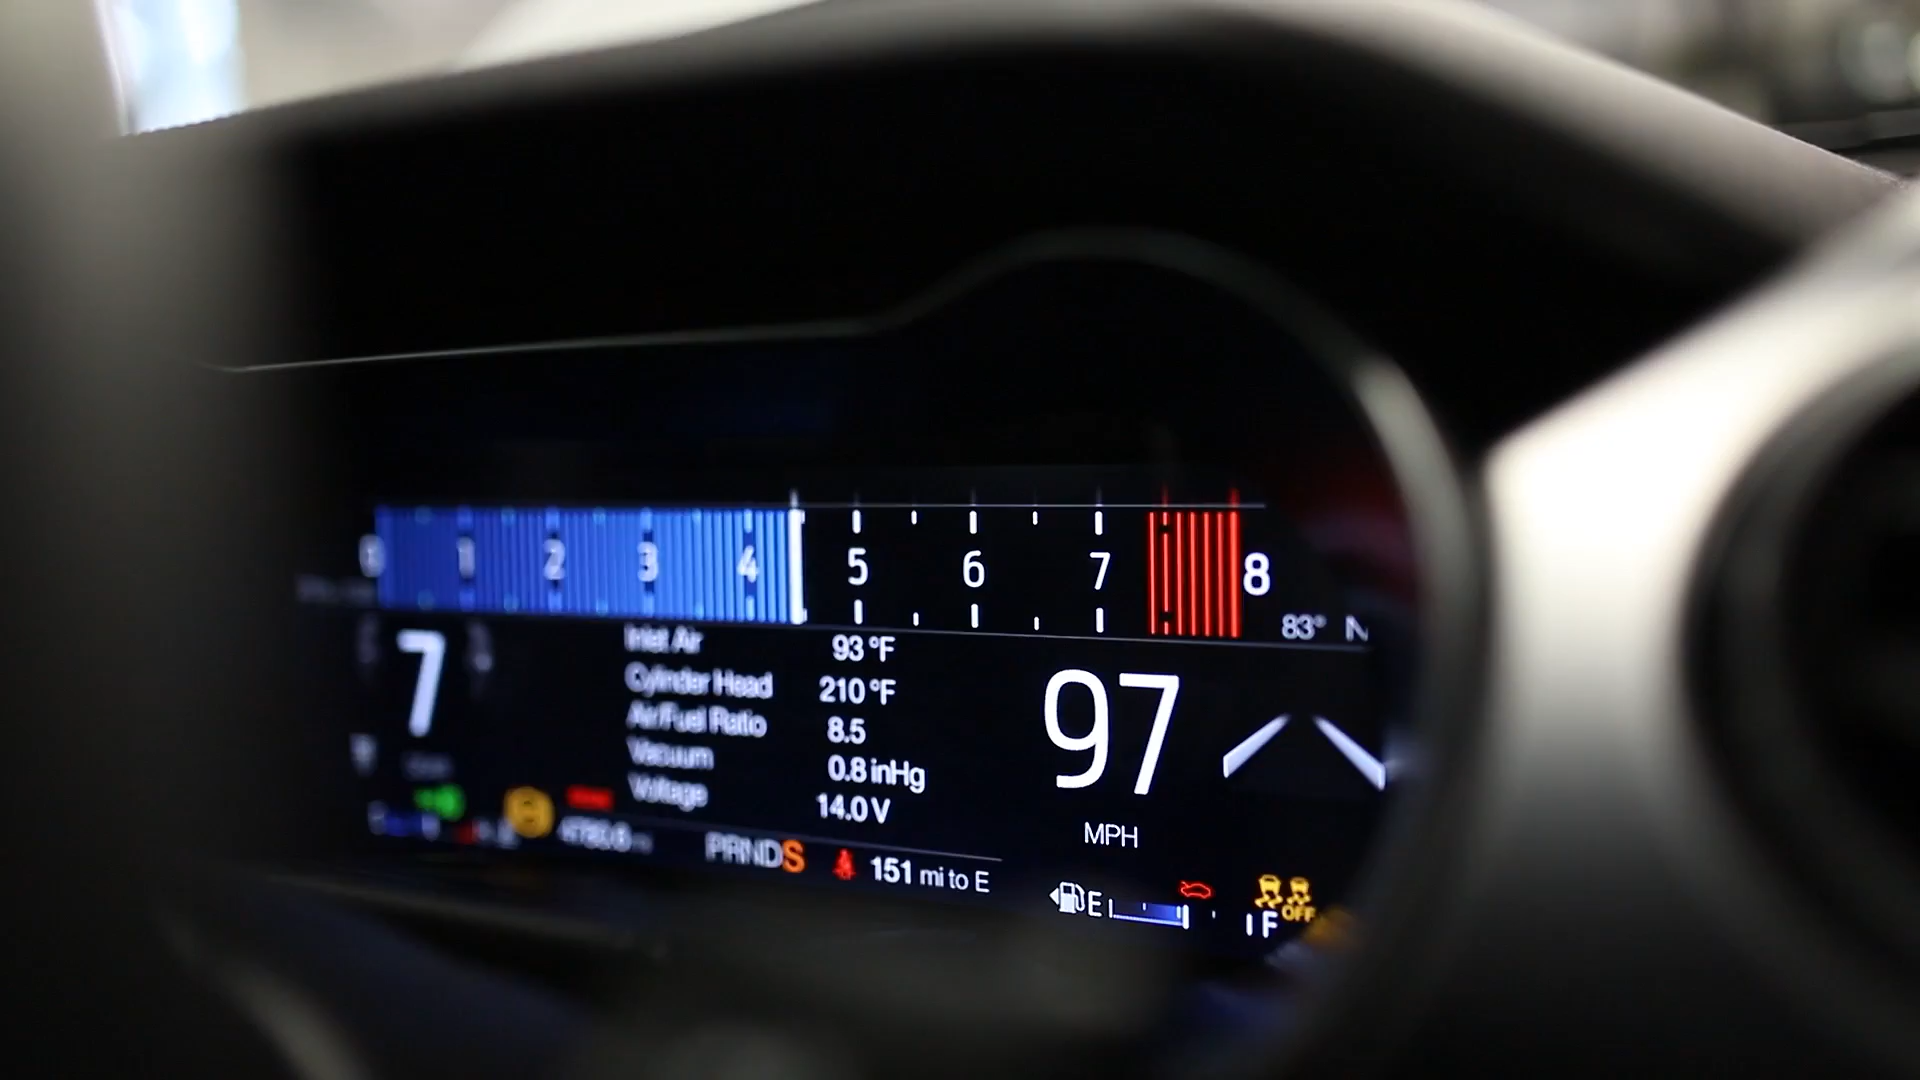 0 1 2 3 4 5 6 7 8
83° N
7
Inlet Air 93 °F
Cylinder Head 210 °F
Air/Fuel Ratio 8.5
Vacuum 0.8 inHg
Voltage 14.0 V
97
MPH
PRNDS
151 mi to E
E F
OFF